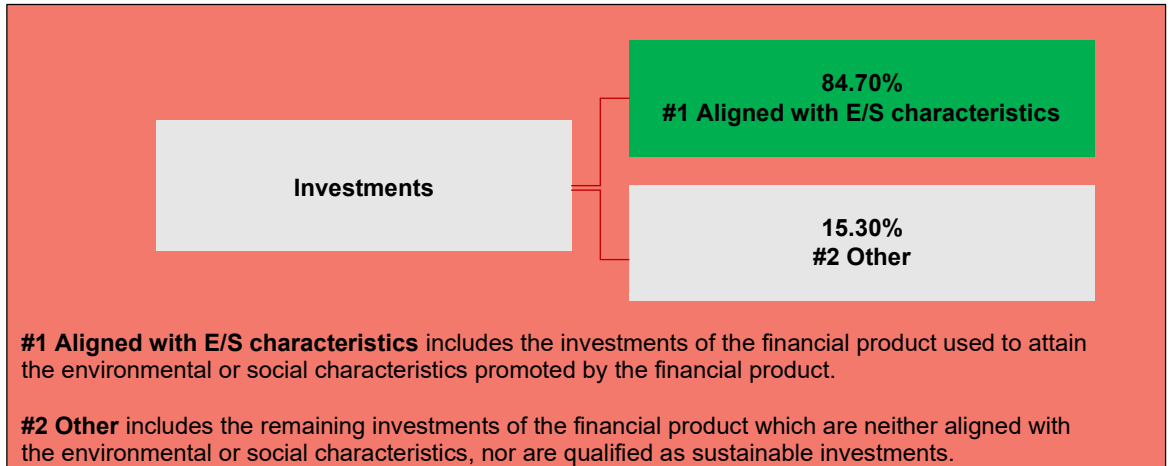 84.70%
#1 Aligned with E/S characteristics
Investments
15.30%
#2 Other
#1 Aligned with E/S characteristics includes the investments of the financial product used to attain
the environmental or social characteristics promoted by the financial product.
#2 Other includes the remaining investments of the financial product which are neither aligned with
the environmental or social characteristics, nor are qualified as sustainable investments.